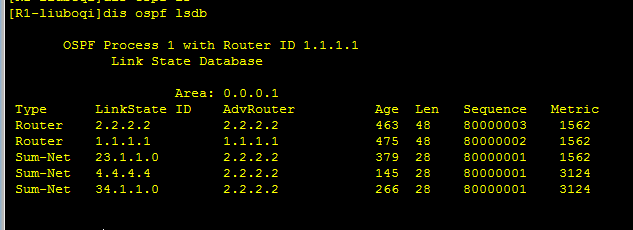 [R1-liuboqi]dis ospf lsdb
OSPF Process 1 with Router ID 1.1.1.1
Link State Database
Area: 0.0.0.1
Type LinkState ID AdvRouter Age Len Sequence Metric
Router 2.2.2.2 2.2.2.2 463 48 80000003 1562
Router 1.1.1.1 1.1.1.1 475 48 80000002 1562
Sum-Net 23.1.1.0 2.2.2.2 379 28 80000001 1562
Sum-Net 4.4.4.4 2.2.2.2 145 28 80000001 3124
Sum-Net 34.1.1.0 2.2.2.2 266 28 80000001 3124